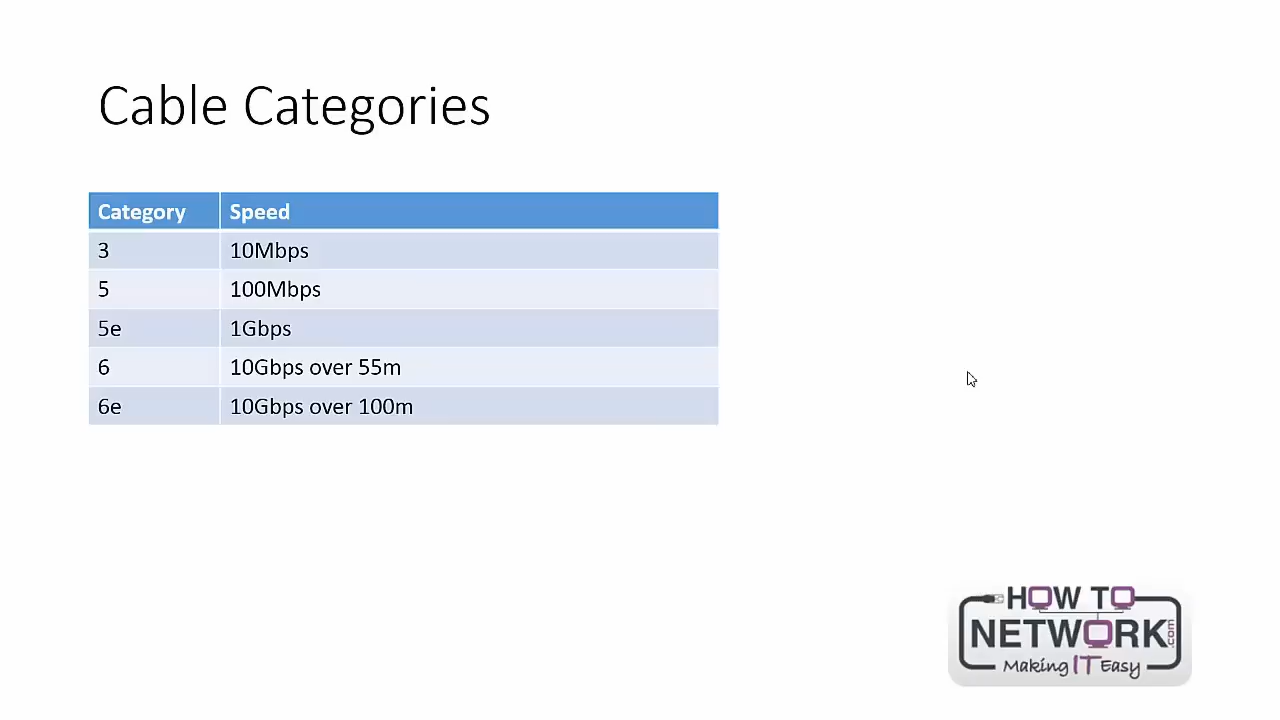 Cable Categories
Category Speed
3 10Mbps
5 100Mbps
5e 1Gbps
6 10Gbps over 55m
6e 10Gbps over 100m
HOW TO
NETWORK.com
Making IT Easy